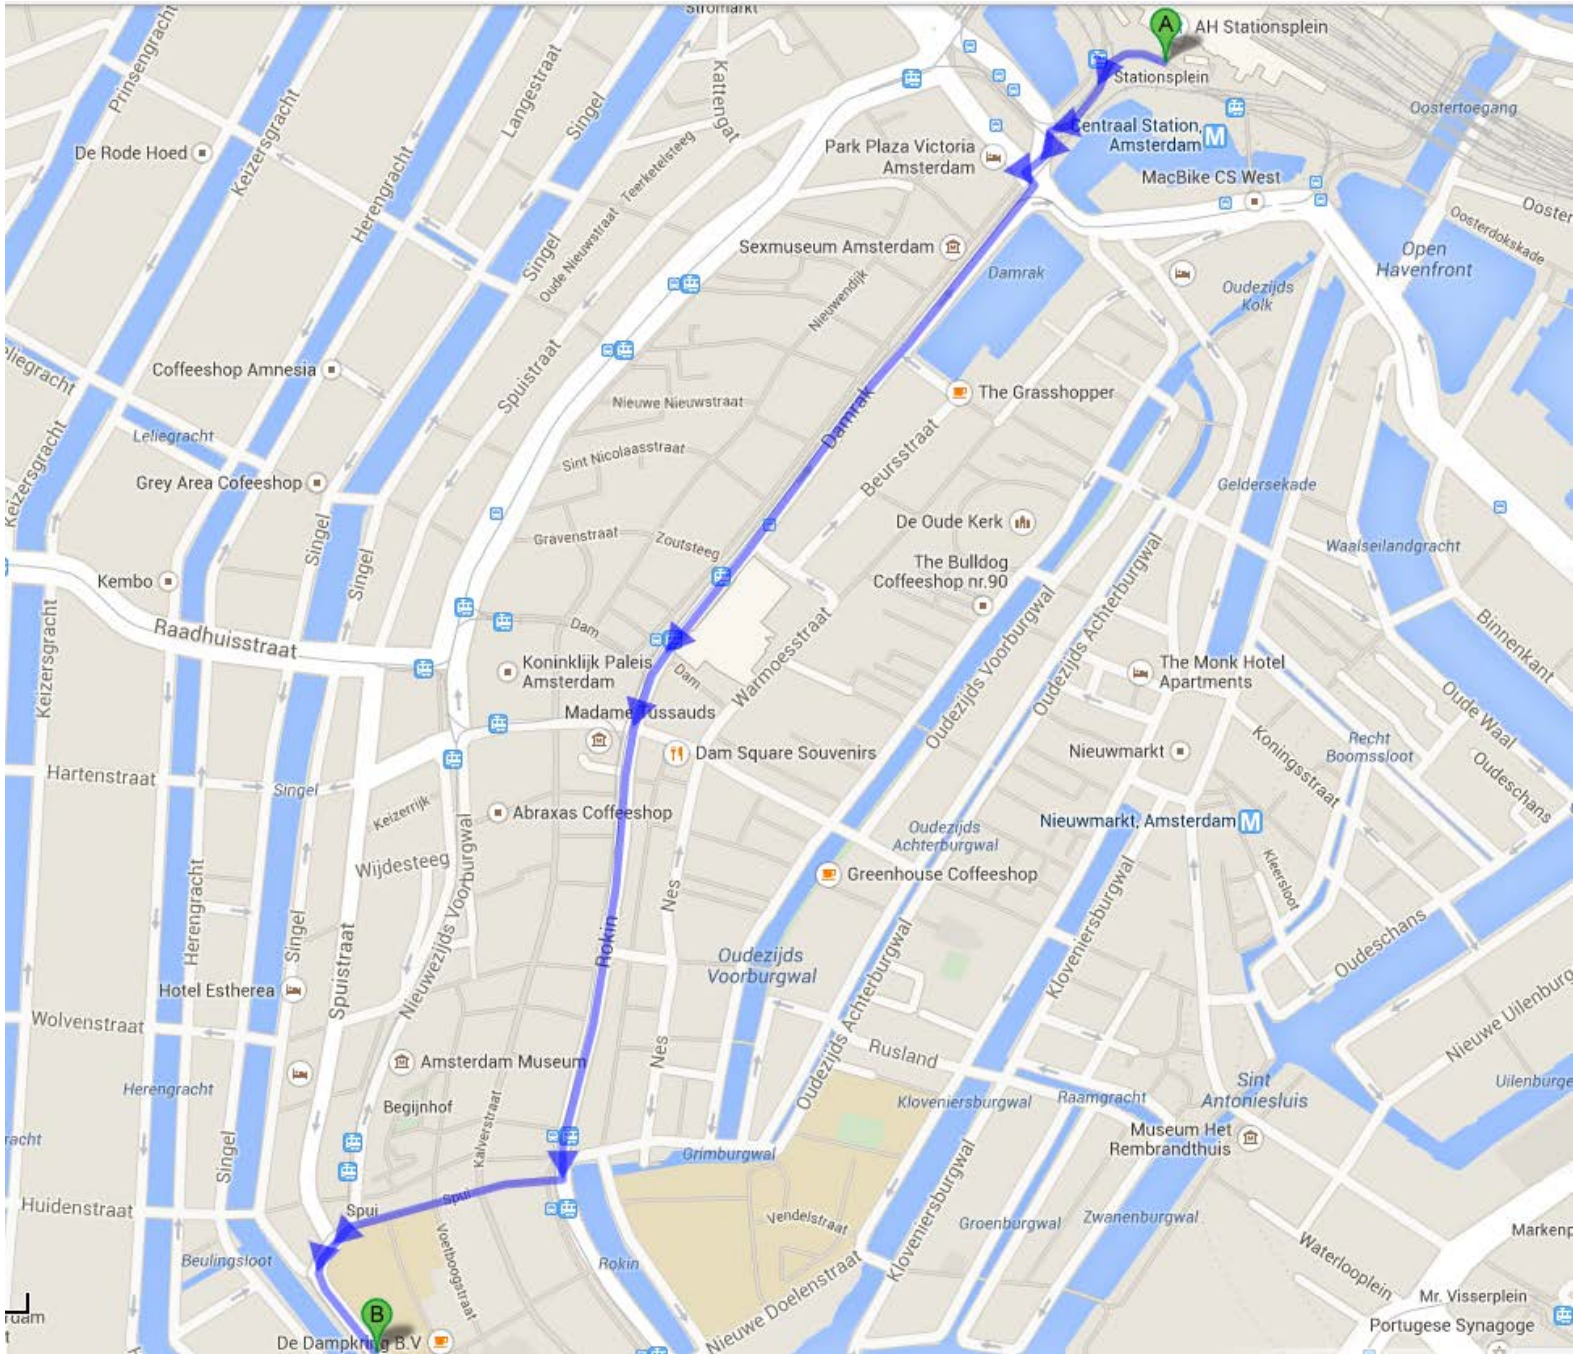 Stromarkt
Prinsengracht
Keizersgracht
Langestraat
Singel
Kattengat
A
AH Stationsplein
Stationsplein
Oostertoegang
De Rode Hoed
Keizersgracht
Herengracht
Teerketelsteeg
Park Plaza Victoria
Amsterdam
Centraal Station,
Amsterdam
M
MacBike CS West
Ooster
Oosterdokskade
Oude Nieuwstraat
Singel
Sexmuseum Amsterdam
Damrak
Open
Havenfront
Oudezijds
Kolk
Nieuwendijk
Spuistraat
eliegracht
Coffeeshop Amnesia
Nieuwe Nieuwstraat
Damrak
The Grasshopper
Leliegracht
Sint Nicolaasstraat
Beursstraat
Keizersgracht
Grey Area Cofeeshop
Geldersekade
Singel
Singel
Gravenstraat
Zoutsteeg
De Oude Kerk
The Bulldog
Coffeeshop nr.90
Waalseilandgracht
Kembo
Raadhuisstraat
Dam
Oudezijds Voorburgwal
Oudezijds Achterburgwal
Binnenkant
Keizersgracht
Koninklijk Paleis
Amsterdam
Dam
Warmoesstraat
The Monk Hotel
Apartments
Oude Waal
Madame Tussauds
Dam Square Souvenirs
Nieuwmarkt
Koningsstraat
Recht
Boomssloot
Oudeschans
Hartenstraat
Singel
Keizerrijk
Abraxas Coffeeshop
Nieuwmarkt, Amsterdam
M
Oudezijds
Achterburgwal
Wijdesteeg
Greenhouse Coffeeshop
Kleersloot
Herengracht
Singel
Spuistraat
Nieuwezijds Voorburgwal
Nes
Rokin
Oudezijds
Voorburgwal
Oudezijds Achterburgwal
Kloveniersburgwal
Oudeschans
Hotel Estherea
Wolvenstraat
Nieuwe Uilenburg
Amsterdam Museum
Nes
Rusland
Herengracht
Begijnhof
Kalverstraat
Kloveniersburgwal
Raamgracht
Sint
Antoniesluis
Uilenburge
racht
Singel
Grimburgwal
Museum Het
Rembrandthuis
Huidenstraat
Spui
Spui
Vendelstraat
Kloveniersburgwal
Groenburgwal
Zwanenburgwal
Markenp
Beulingsloot
Voetboogstraat
Rokin
Nieuwe Doelenstraat
Waterlooplein
B
De Dampkring B.V
Mr. Visserplein
Portugese Synagoge
rdam
t